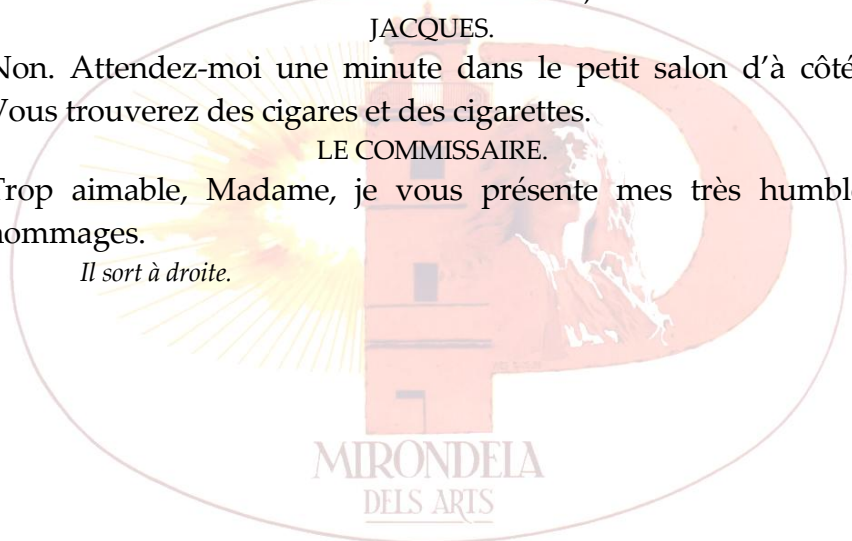 JACQUES.
Non. Attendez-moi une minute dans le petit salon d’à côté
Vous trouverez des cigares et des cigarettes.
LE COMMISSAIRE.
Trop aimable, Madame, je vous présente mes très humble
hommages.
Il sort à droite.
MIRONDELA
DELS ARTS